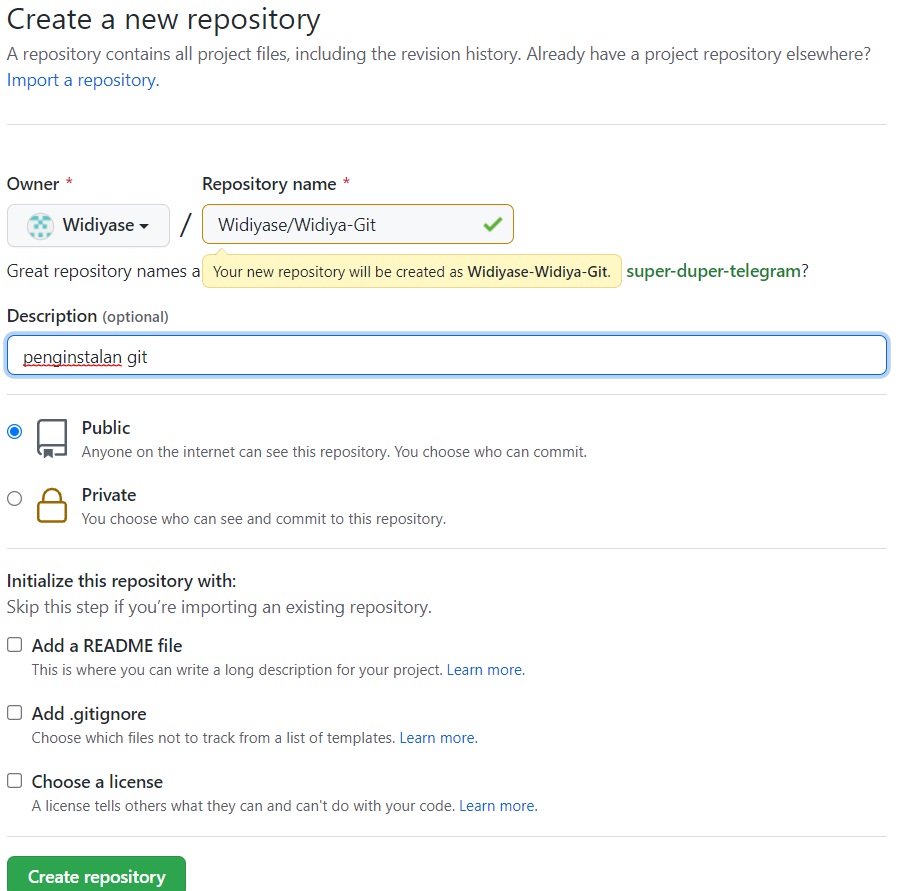 Create a new repository
A repository contains all project files, including the revision history. Already have a project repository elsewhere?
Import a repository.
Owner *
Repository name *
Widiyase
/
Widiyase/Widiya-Git
Great repository names a
Your new repository will be created as Widiyase-Widiya-Git.
super-duper-telegram?
Description (optional)
penginstalan git
Public
Anyone on the internet can see this repository. You choose who can commit.
Private
You choose who can see and commit to this repository.
Initialize this repository with:
Skip this step if you’re importing an existing repository.
Add a README file
This is where you can write a long description for your project. Learn more.
Add .gitignore
Choose which files not to track from a list of templates. Learn more.
Choose a license
A license tells others what they can and can't do with your code. Learn more.
Create repository